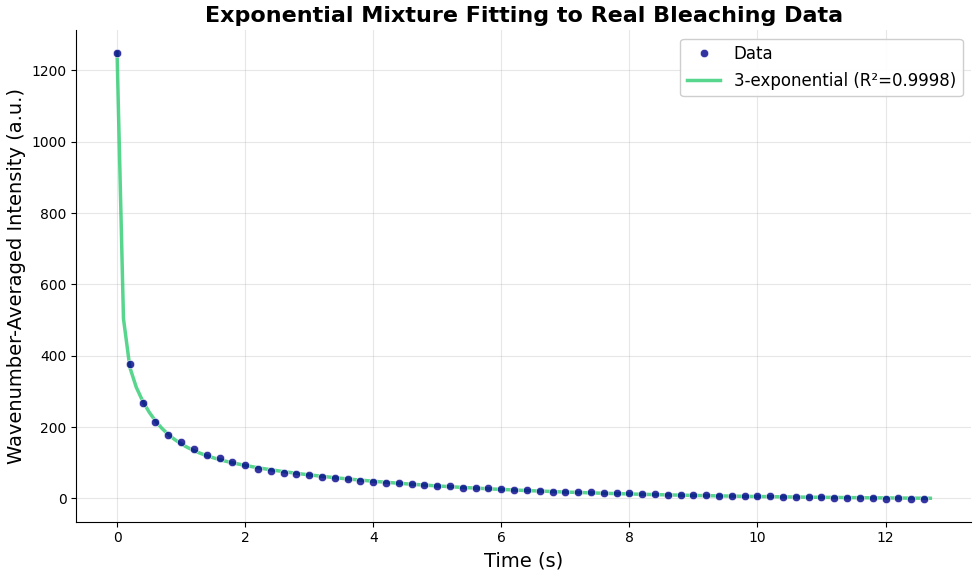 Exponential Mixture Fitting to Real Bleaching Data
Data
3-exponential (R²=0.9998)
Wavenumber-Averaged Intensity (a.u.)
1200
1000
800
600
400
200
0
0 2 4 6 8 10 12
Time (s)